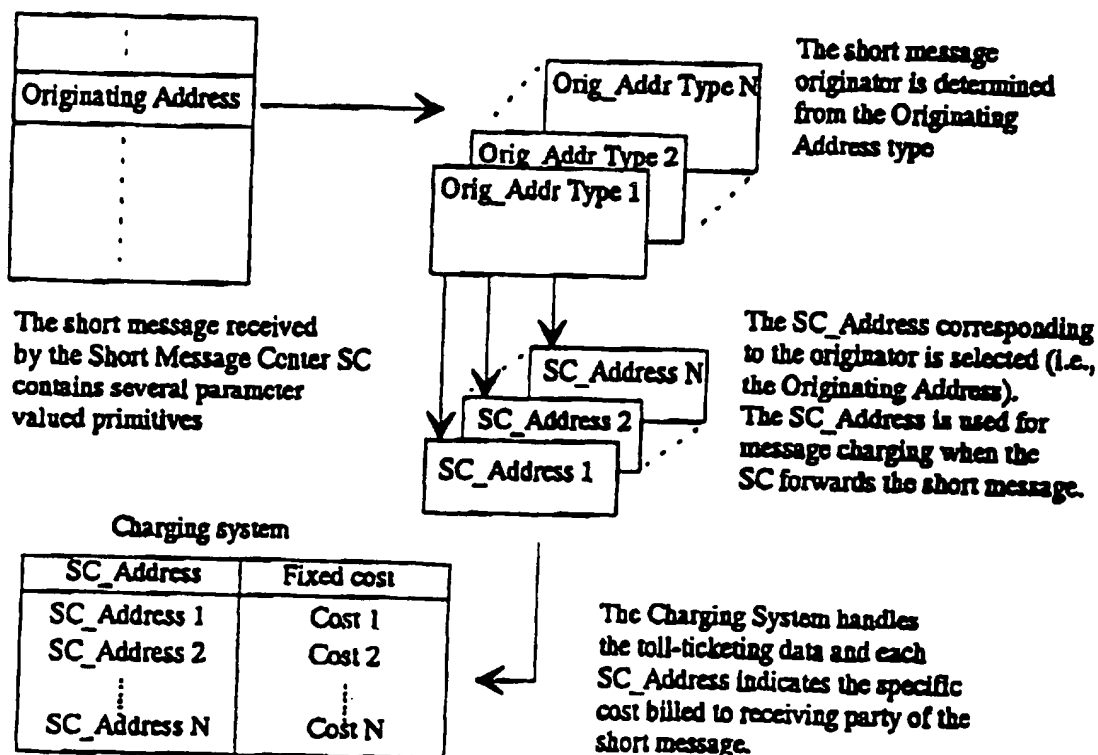 Originating Address
Orig_Addr Type N
Orig_Addr Type 2
Orig_Addr Type 1
The short message
originator is determined
from the Originating
Address type
The short message received
by the Short Message Center SC
contains several parameter
valued primitives
SC_Address N
SC_Address 2
SC_Address 1
The SC_Address corresponding
to the originator is selected (i.e.,
the Originating Address).
The SC_Address is used for
message charging when the
SC forwards the short message.
Charging system
SC_Address Fixed cost
SC_Address 1 Cost 1
SC_Address 2 Cost 2
SC_Address N Cost N
The Charging System handles
the toll-ticketing data and each
SC_Address indicates the specific
cost billed to receiving party of the
short message.